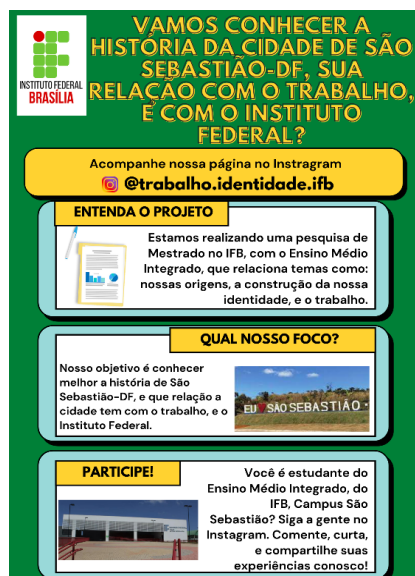 VAMOS CONHECER A
HISTÓRIA DA CIDADE DE SÃO
SEBASTIÃO-DF, SUA
RELAÇÃO COM O TRABALHO,
E COM O INSTITUTO
FEDERAL?
INSTITUTO FEDERAL
BRASÍLIA
Acompanhe nossa página no Instragram
@trabalho.identidade.ifb
ENTENDA O PROJETO
Estamos realizando uma pesquisa de
Mestrado no IFB, com o Ensino Médio
Integrado, que relaciona temas como:
nossas origens, a construção da nossa
identidade, e o trabalho.
QUAL NOSSO FOCO?
Nosso objetivo é conhecer
melhor a história de São
Sebastião-DF, e que relação a
cidade tem com o trabalho, e o
Instituto Federal.
EU SÃO SEBASTIÃO
PARTICIPE!
Você é estudante do
Ensino Médio Integrado, do
IFB, Campus São
Sebastião? Siga a gente no
Instagram. Comente, curta,
e compartilhe suas
experiências conosco!